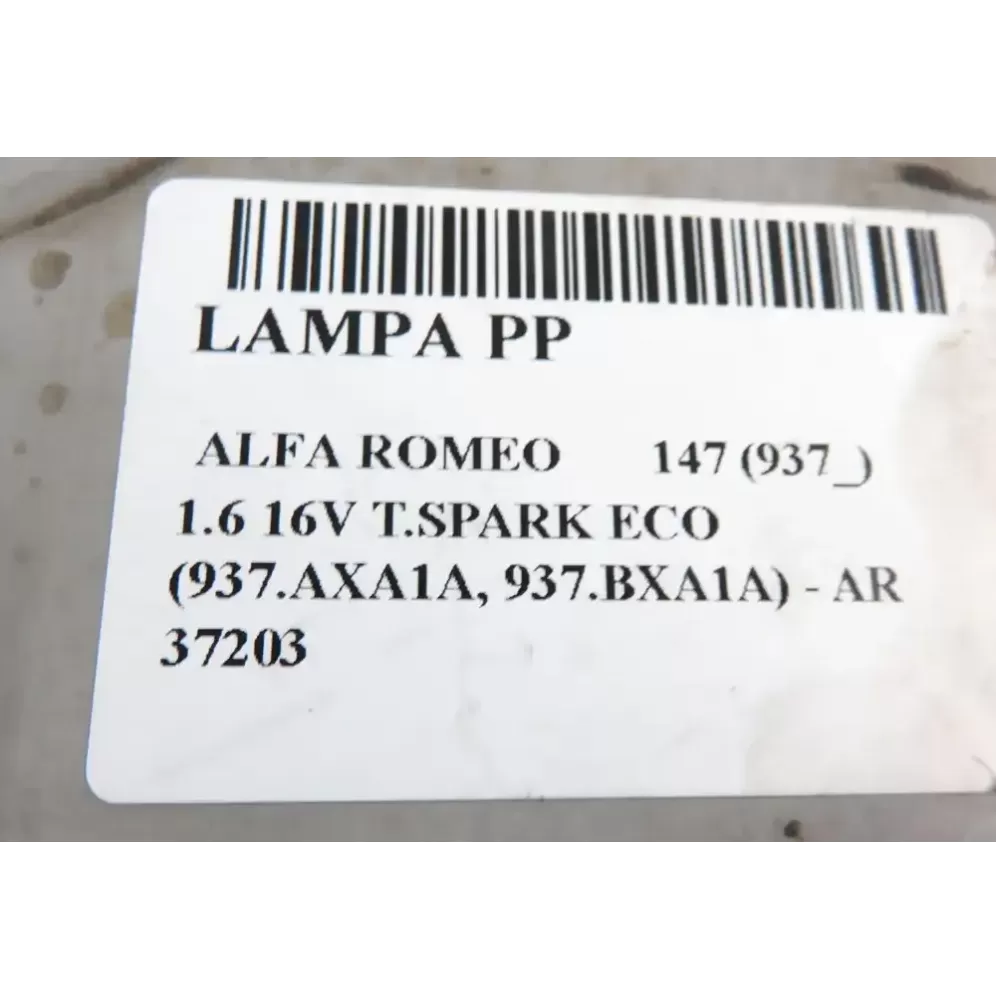 LAMPA PP
ALFA ROMEO 147 (937_)
1.6 16V T.SPARK ECO
(937.AXA1A, 937.BXA1A) - AR
37203